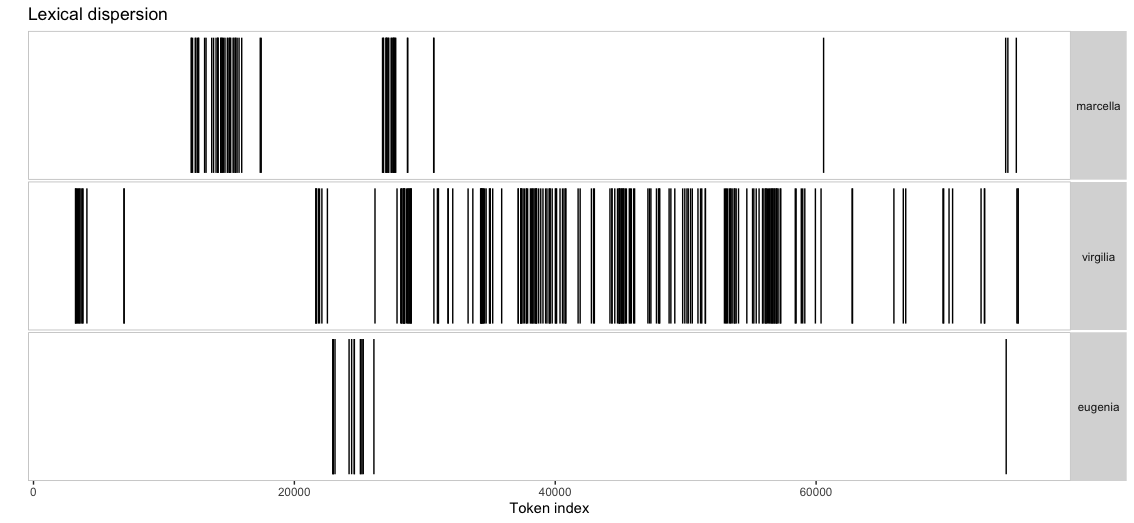 Lexical dispersion
marcella
virgilia
eugenia
0 20000 40000 60000
Token index